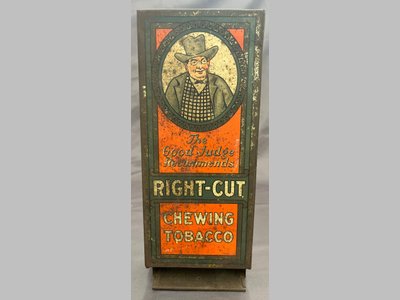 The
Good Judge
Recommends
RIGHT-CUT
CHEWING
TOBACCO